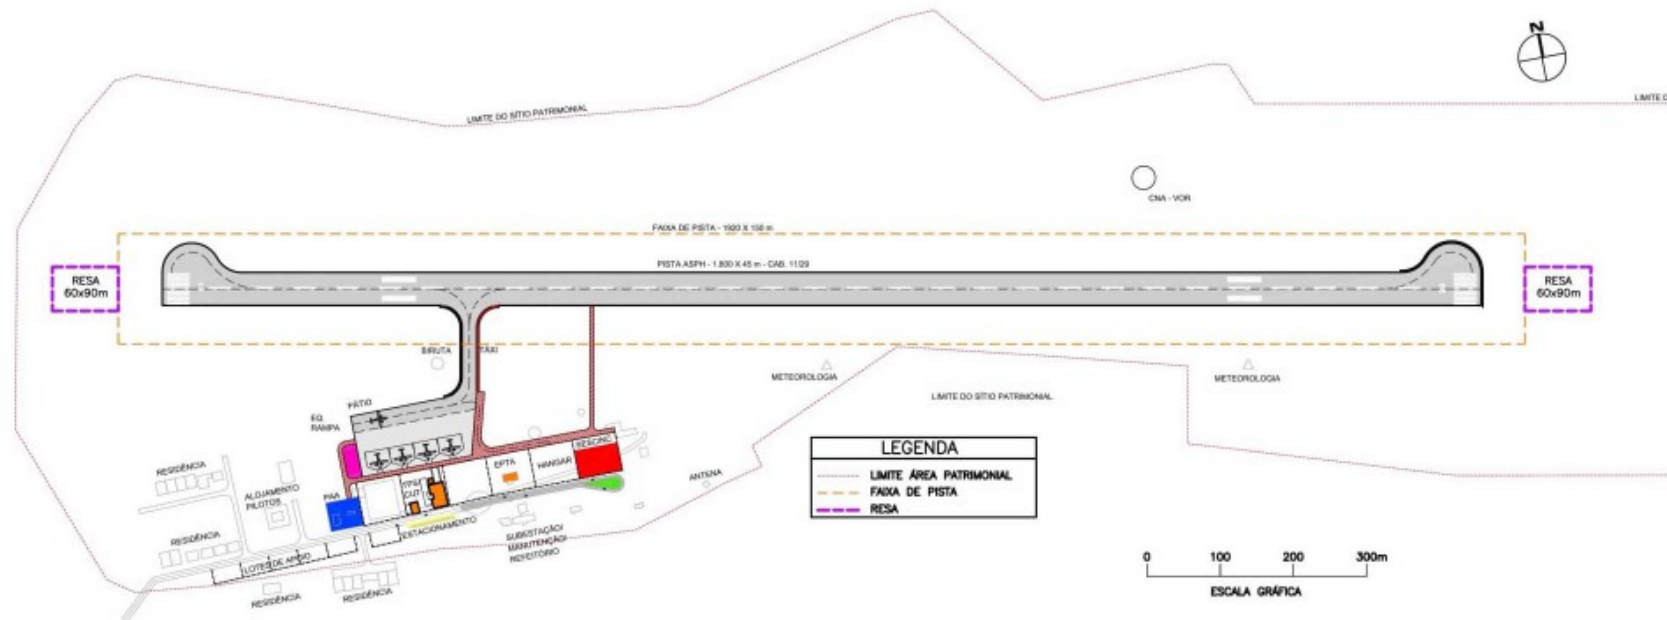 N
LIMITE D
LIMITE DO SÍTIO PATRIMONIAL
CNA - VOR
FAIXA DE PISTA - 1920 X 150 m
PISTA ASPH - 1.800 X 45 m - CAB. 11/29
RESA
60x90m
RESA
60x90m
BIRUTA
TÁXI
METEOROLOGIA
METEOROLOGIA
LIMITE DO SÍTIO PATRIMONIAL
PÁTIO
EQ.
RAMPA
SESCINC
HANGAR
EPTA
ANTENA
RESIDÊNCIA
ALOJAMENTO
PILOTOS
PAA
CUT
ESTACIONAMENTO
SUBESTAÇÃO/
MANUTENÇÃO/
REFEITÓRIO
RESIDÊNCIA
LOTES DE APOIO
RESIDÊNCIA
RESIDÊNCIA
LEGENDA
LIMITE ÁREA PATRIMONIAL
FAIXA DE PISTA
RESA
0 100 200 300m
ESCALA GRÁFICA